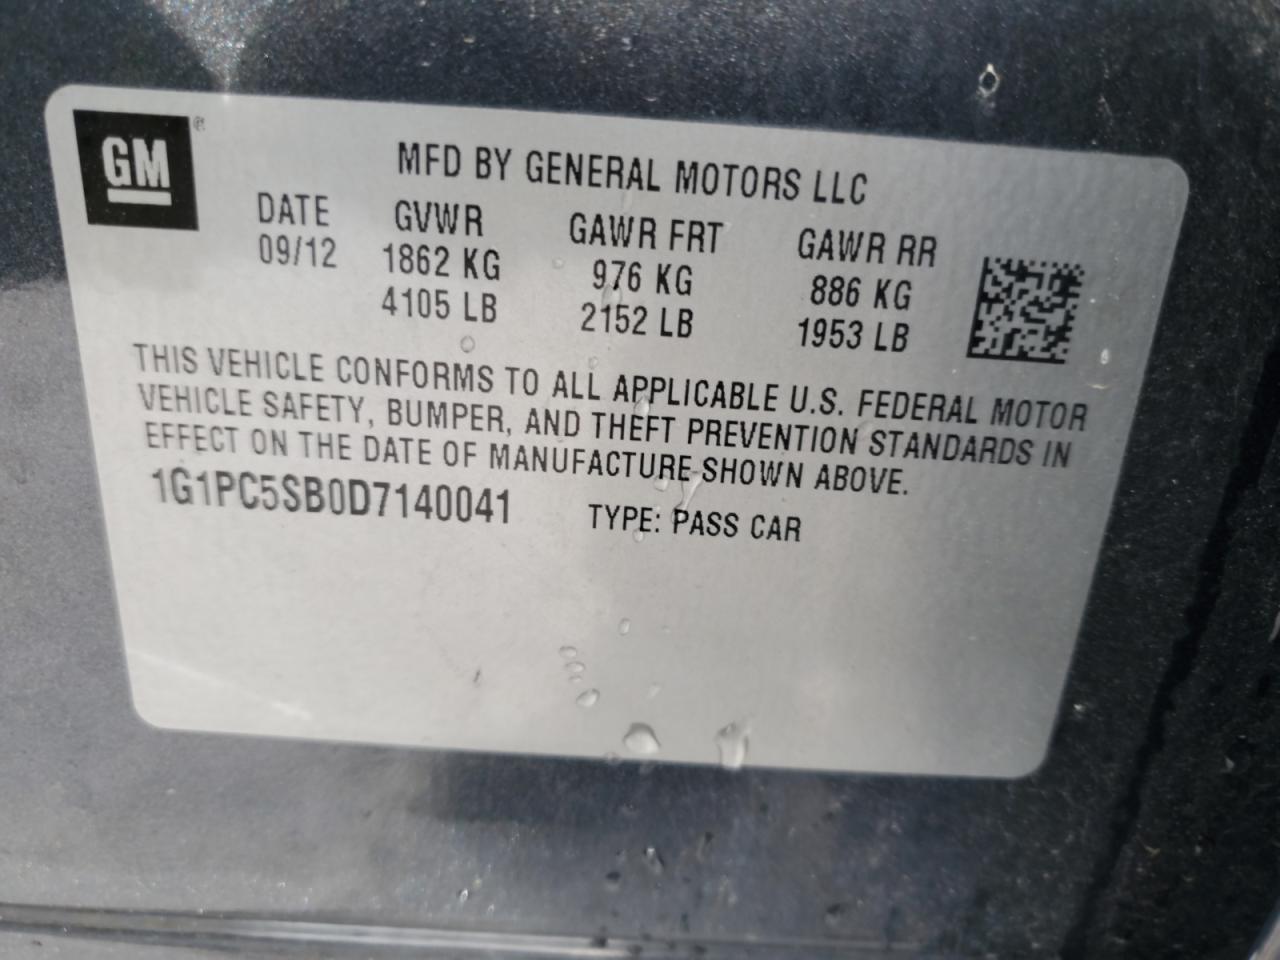 GM®
MFD BY GENERAL MOTORS LLC
DATE GVWR GAWR FRT GAWR RR
09/12 1862 KG 976 KG 886 KG
4105 LB 2152 LB 1953 LB
THIS VEHICLE CONFORMS TO ALL APPLICABLE U.S. FEDERAL MOTOR
VEHICLE SAFETY, BUMPER, AND THEFT PREVENTION STANDARDS IN
EFFECT ON THE DATE OF MANUFACTURE SHOWN ABOVE.
1G1PC5SB0D7140041 TYPE: PASS CAR